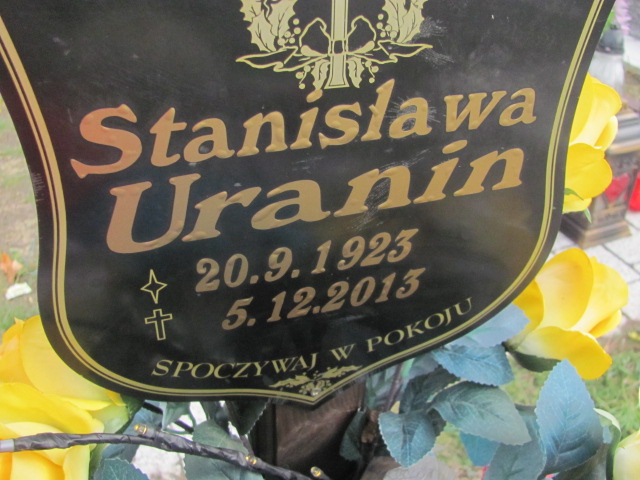 Stanisława
Uranin
20.9.1923
5.12.2013
SPOCZYWAJ W POKOJU